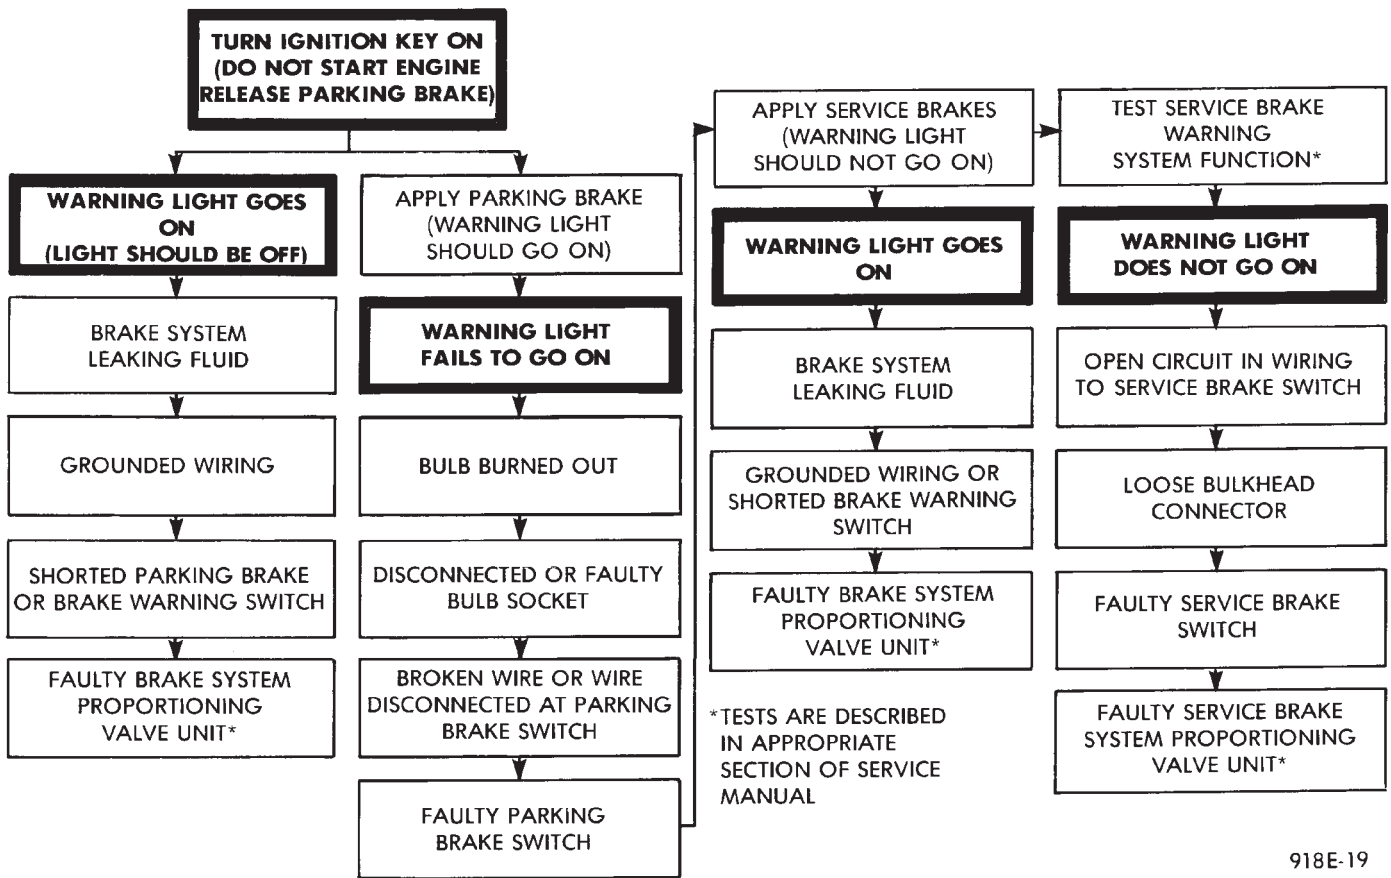 TURN IGNITION KEY ON
(DO NOT START ENGINE
RELEASE PARKING BRAKE)
WARNING LIGHT GOES
ON
(LIGHT SHOULD BE OFF)
BRAKE SYSTEM
LEAKING FLUID
GROUNDED WIRING
SHORTED PARKING BRAKE
OR BRAKE WARNING SWITCH
FAULTY BRAKE SYSTEM
PROPORTIONING
VALVE UNIT*
APPLY PARKING BRAKE
(WARNING LIGHT
SHOULD GO ON)
WARNING LIGHT
FAILS TO GO ON
BULB BURNED OUT
DISCONNECTED OR FAULTY
BULB SOCKET
BROKEN WIRE OR WIRE
DISCONNECTED AT PARKING
BRAKE SWITCH
FAULTY PARKING
BRAKE SWITCH
APPLY SERVICE BRAKES
(WARNING LIGHT
SHOULD NOT GO ON)
WARNING LIGHT GOES
ON
BRAKE SYSTEM
LEAKING FLUID
GROUNDED WIRING OR
SHORTED BRAKE WARNING
SWITCH
FAULTY BRAKE SYSTEM
PROPORTIONING
VALVE UNIT*
*TESTS ARE DESCRIBED
IN APPROPRIATE
SECTION OF SERVICE
MANUAL
TEST SERVICE BRAKE
WARNING
SYSTEM FUNCTION*
WARNING LIGHT
DOES NOT GO ON
OPEN CIRCUIT IN WIRING
TO SERVICE BRAKE SWITCH
LOOSE BULKHEAD
CONNECTOR
FAULTY SERVICE BRAKE
SWITCH
FAULTY SERVICE BRAKE
SYSTEM PROPORTIONING
VALVE UNIT*
918E-19